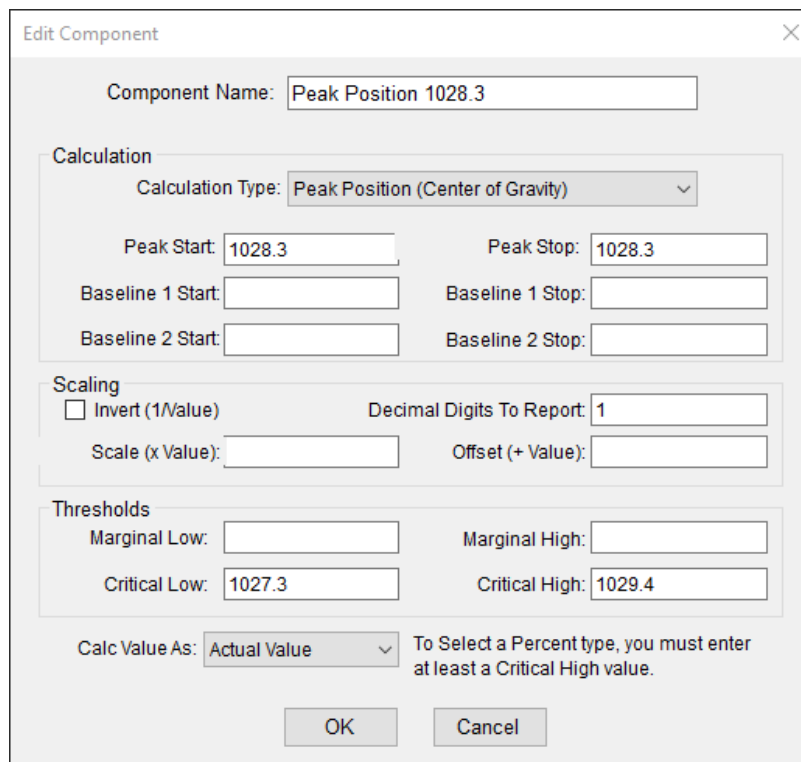 Edit Component
Component Name: Peak Position 1028.3
Calculation
Calculation Type: Peak Position (Center of Gravity)
Peak Start: 1028.3 Peak Stop: 1028.3
Baseline 1 Start: Baseline 1 Stop:
Baseline 2 Start: Baseline 2 Stop:
Scaling
Invert (1/Value) Decimal Digits To Report: 1
Scale (x Value): Offset (+ Value):
Thresholds
Marginal Low: Marginal High:
Critical Low: 1027.3 Critical High: 1029.4
Calc Value As: Actual Value To Select a Percent type, you must enter
at least a Critical High value.
OK Cancel